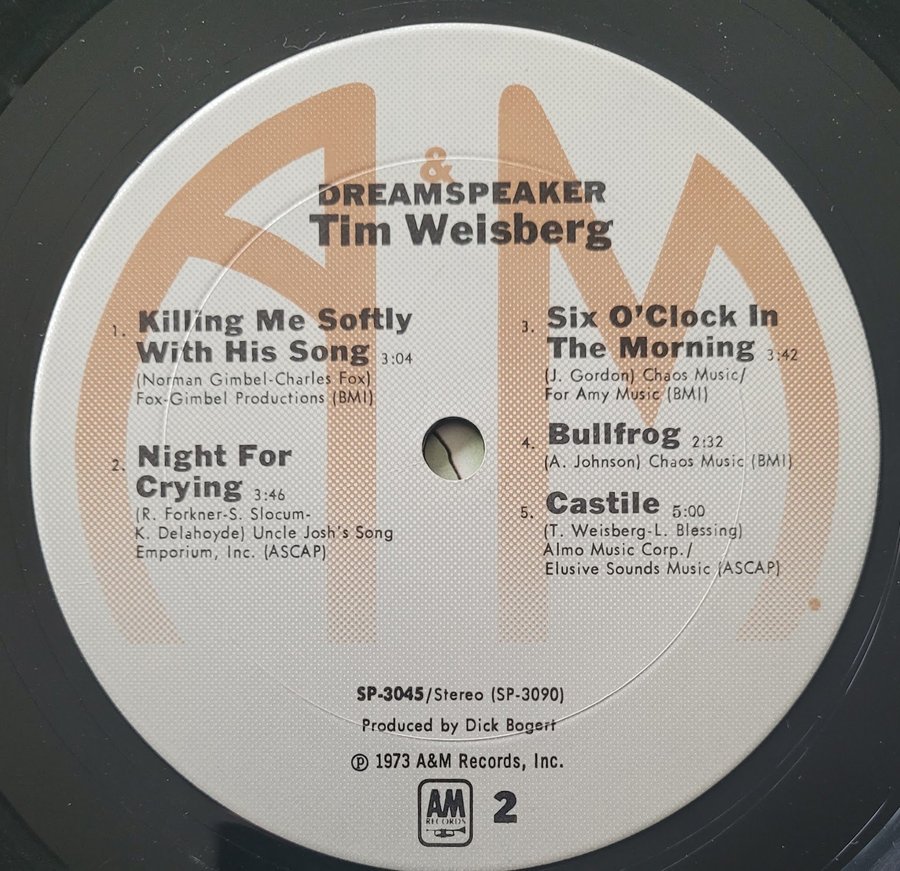 &
DREAMSPEAKER
Tim Weisberg
1. Killing Me Softly
With His Song 3:04
(Norman Gimbel-Charles Fox)
Fox-Gimbel Productions (BMI)
2. Night For
Crying 3:46
(R. Forkner-S. Slocum-
K. Delahoyde) Uncle Josh's Song
Emporium, Inc. (ASCAP)
3. Six O'Clock In
The Morning 3:42
(J. Gordon) Chaos Music/
For Amy Music (BMI)
4. Bullfrog 2:32
(A. Johnson) Chaos Music (BMI)
5. Castile 5:00
(T. Weisberg-L. Blessing)
Almo Music Corp./
Elusive Sounds Music (ASCAP)
SP-3045/Stereo (SP-3090)
Produced by Dick Bogert
℗ 1973 A&M Records, Inc.
AM
RECORDS
2